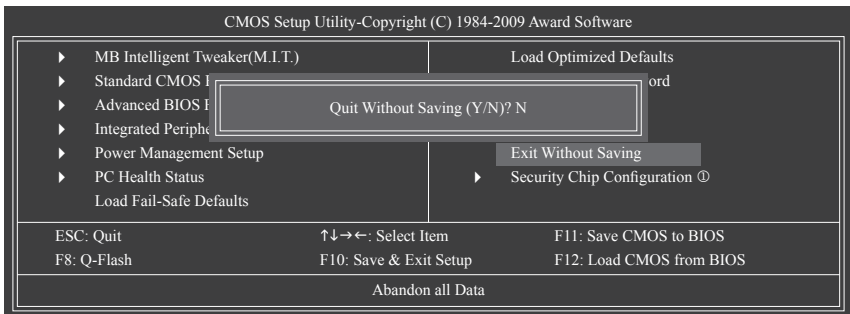 CMOS Setup Utility-Copyright (C) 1984-2009 Award Software
MB Intelligent Tweaker(M.I.T.)
Load Optimized Defaults
Standard CMOS
Advanced BIOS
Integrated
Quit Without Saving (Y/N)? N
Power Management Setup
Exit Without Saving
PC Health Status
Security Chip Configuration ①
Load Fail-Safe Defaults
ESC: Quit ↑↓→←: Select Item F11: Save CMOS to BIOS
F8: Q-Flash F10: Save & Exit Setup F12: Load CMOS from BIOS
Abandon all Data